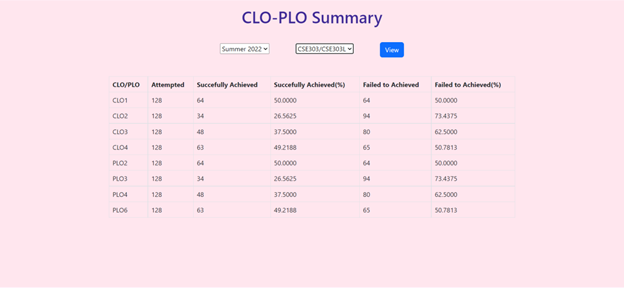 CLO-PLO Summary
Summer 2022 CSE303/CSE303L View
CLO/PLO Attempted Succefully Achieved Succefully Achieved(%) Failed to Achieved Failed to Achieved(%)
CLO1 128 64 50.0000 64 50.0000
CLO2 128 34 26.5625 94 73.4375
CLO3 128 48 37.5000 80 62.5000
CLO4 128 63 49.2188 65 50.7813
PLO2 128 64 50.0000 64 50.0000
PLO3 128 34 26.5625 94 73.4375
PLO4 128 48 37.5000 80 62.5000
PLO6 128 63 49.2188 65 50.7813